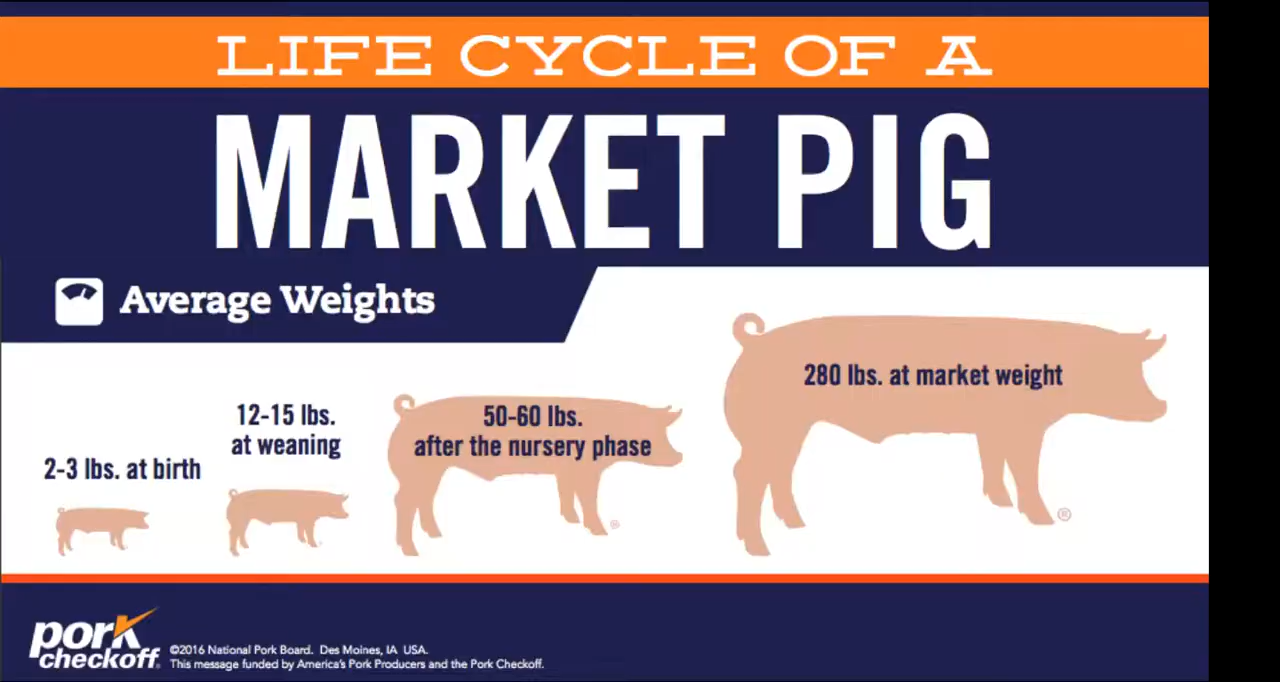 LIFE CYCLE OF A
MARKET PIG
Average Weights
2-3 lbs. at birth
12-15 lbs.
at weaning
50-60 lbs.
after the nursery phase
®
280 lbs. at market weight
®
pork
checkoff.
©2016 National Pork Board. Des Moines, IA USA.
This message funded by America's Pork Producers and the Pork Checkoff.